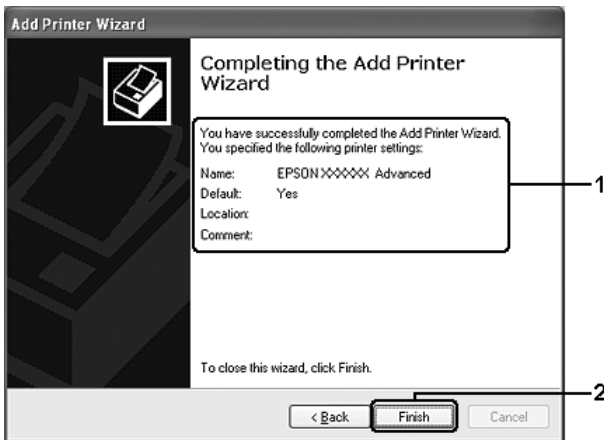 Add Printer Wizard
Completing the Add Printer
Wizard
You have successfully completed the Add Printer Wizard.
You specified the following printer settings:
Name: EPSON XXXXXX Advanced
Default: Yes
Location:
Comment:
1
To close this wizard, click Finish.
2
< Back Finish Cancel